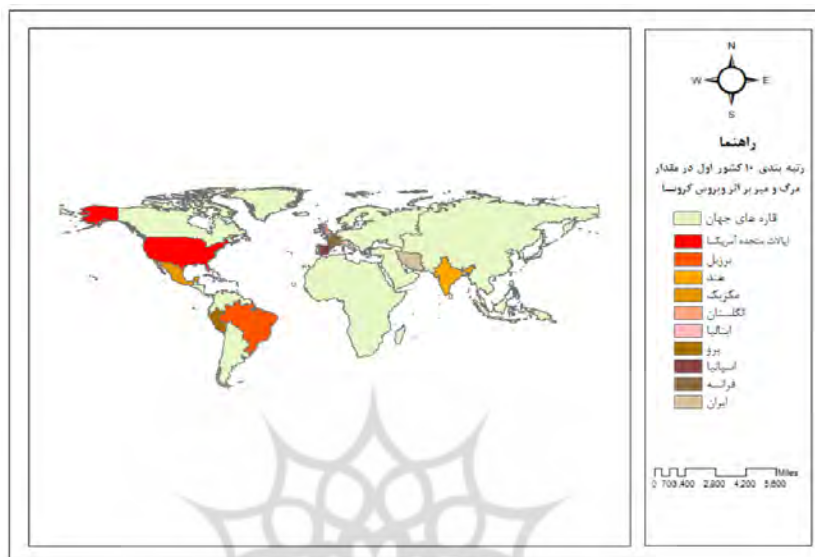 N
W E
S
راهنما
رتبه بندی ۱۰ کشور اول در مقدار
مرگ و میر بر اثر ویروس کرونا
قاره های جهان
ایالات متحده آمریکا
برزیل
هند
مکزیک
انگلستان
ایتالیا
پرو
اسپانیا
فرانسه
ایران
Miles
0 7001,400 2,800 4,200 5,600